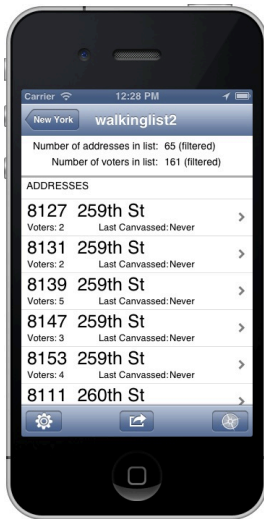 Carrier 12:28 PM
New York walkinglist2
Number of addresses in list: 65 (filtered)
Number of voters in list: 161 (filtered)
ADDRESSES
8127 259th St
Voters: 2 Last Canvassed: Never
8131 259th St
Voters: 2 Last Canvassed: Never
8139 259th St
Voters: 5 Last Canvassed: Never
8147 259th St
Voters: 3 Last Canvassed: Never
8153 259th St
Voters: 4 Last Canvassed: Never
8111 260th St